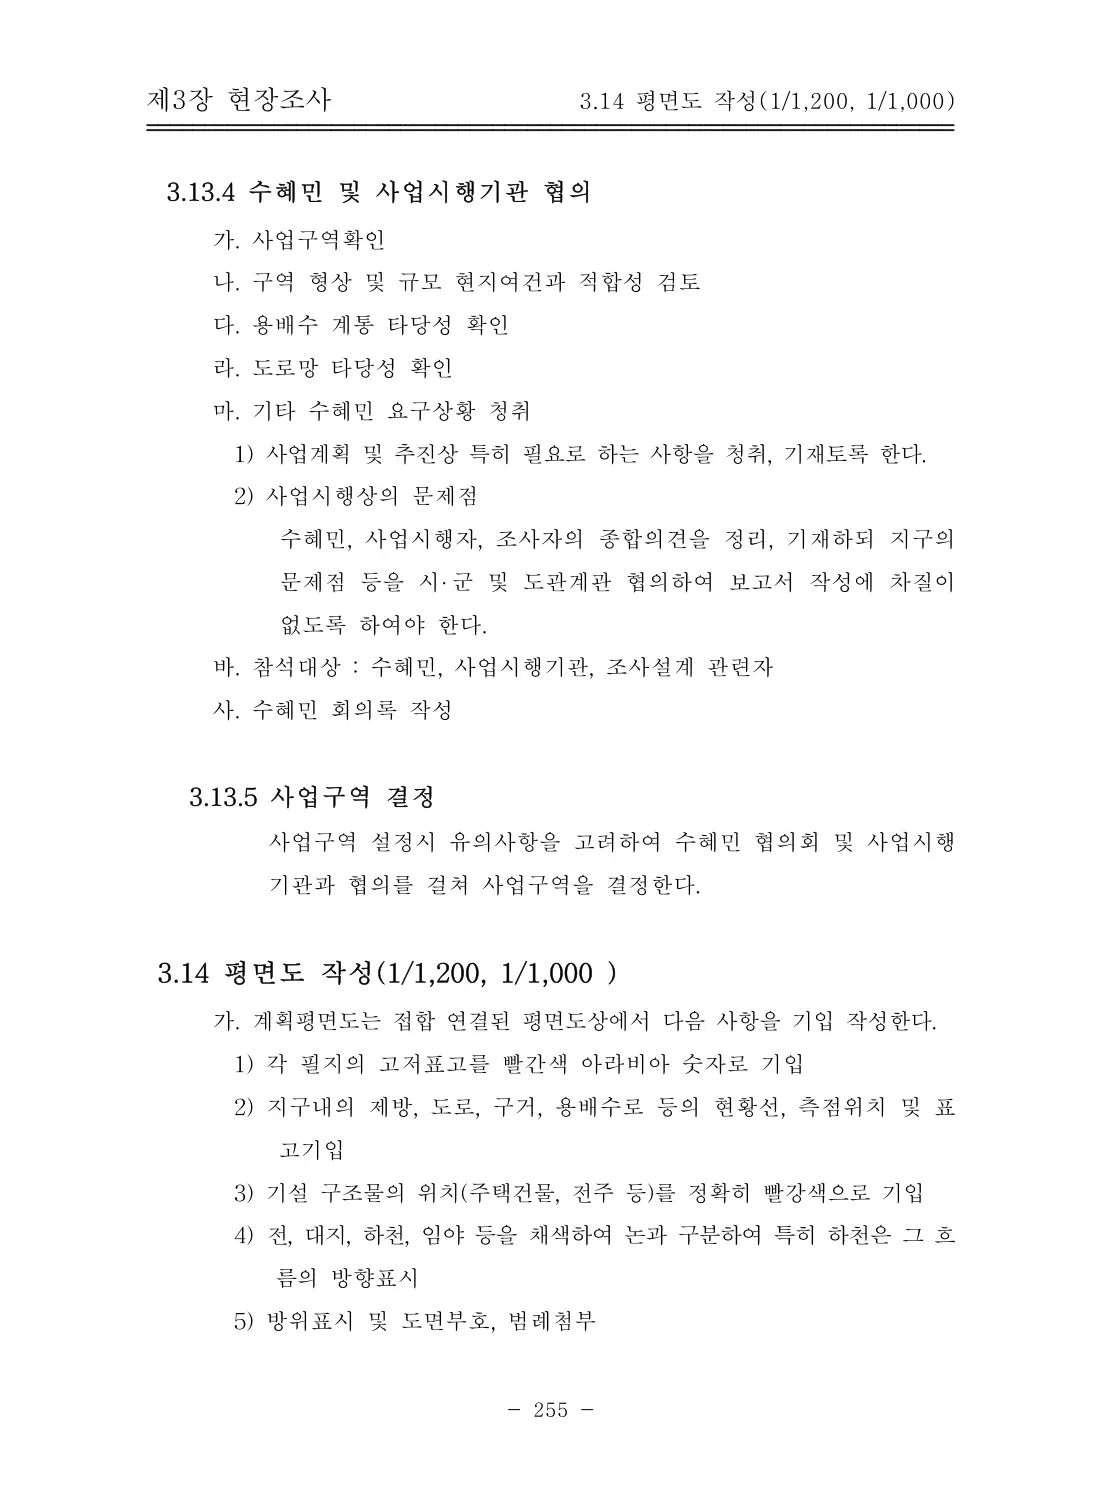 제3장 현장조사
3.14 평면도 작성(1/1,200, 1/1,000)
3.13.4 수혜민 및 사업시행기관 협의
가. 사업구역확인
나. 구역 형상 및 규모 현지여건과 적합성 검토
다. 용배수 계통 타당성 확인
라. 도로망 타당성 확인
마. 기타 수혜민 요구상황 청취
1) 사업계획 및 추진상 특히 필요로 하는 사항을 청취, 기재토록 한다.
2) 사업시행상의 문제점
수혜민, 사업시행자, 조사자의 종합의견을 정리, 기재하되 지구의
문제점 등을 시·군 및 도관계관 협의하여 보고서 작성에 차질이
없도록 하여야 한다.
바. 참석대상 : 수혜민, 사업시행기관, 조사설계 관련자
사. 수혜민 회의록 작성
3.13.5 사업구역 결정
사업구역 설정시 유의사항을 고려하여 수혜민 협의회 및 사업시행
기관과 협의를 걸쳐 사업구역을 결정한다.
3.14 평면도 작성(1/1,200, 1/1,000 )
가. 계획평면도는 접합 연결된 평면도상에서 다음 사항을 기입 작성한다.
1) 각 필지의 고저표고를 빨간색 아라비아 숫자로 기입
2) 지구내의 제방, 도로, 구거, 용배수로 등의 현황선, 측점위치 및 표
고기입
3) 기설 구조물의 위치(주택건물, 전주 등)를 정확히 빨강색으로 기입
4) 전, 대지, 하천, 임야 등을 채색하여 논과 구분하여 특히 하천은 그 흐
름의 방향표시
5) 방위표시 및 도면부호, 범례첨부
- 255 -